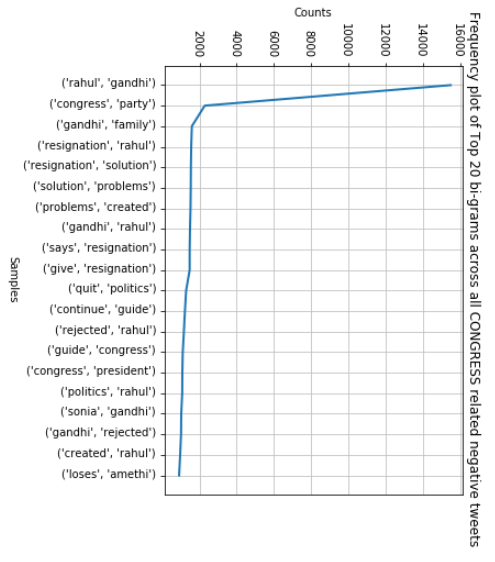 Frequency plot of Top 20 bi-grams across all CONGRESS related negative tweets
Counts
2000
4000
6000
8000
10000
12000
14000
16000
('rahul', 'gandhi')
('congress', 'party')
('gandhi', 'family')
('resignation', 'rahul')
('resignation', 'solution')
('solution', 'problems')
('problems', 'created')
('gandhi', 'rahul')
('says', 'resignation')
('give', 'resignation')
('quit', 'politics')
('continue', 'guide')
('rejected', 'rahul')
('guide', 'congress')
('congress', 'president')
('politics', 'rahul')
('sonia', 'gandhi')
('gandhi', 'rejected')
('created', 'rahul')
('loses', 'amethi')
Samples